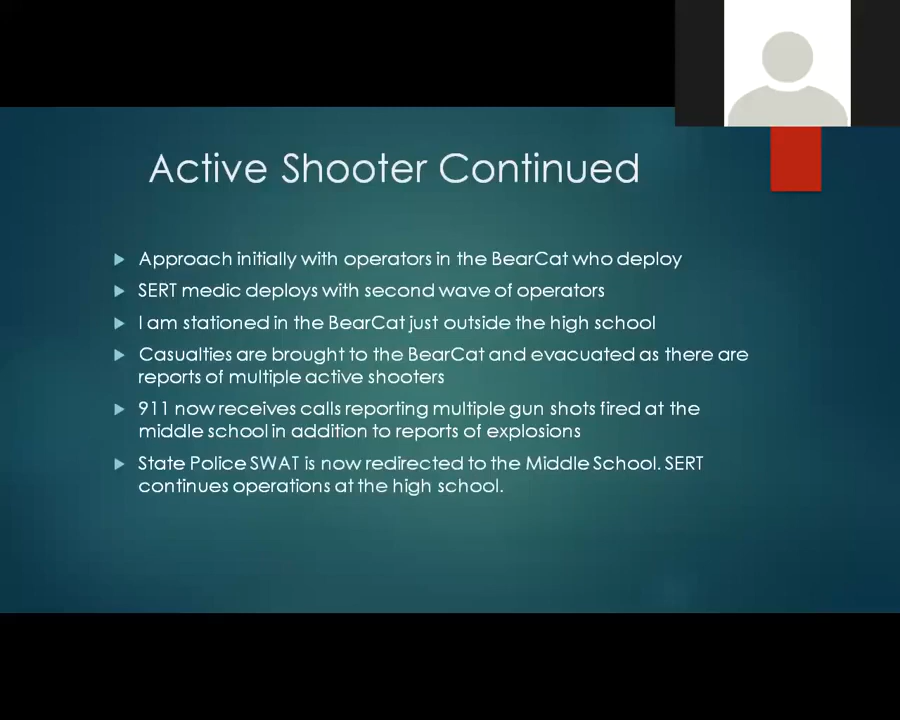 Active Shooter Continued
Approach initially with operators in the BearCat who deploy
SERT medic deploys with second wave of operators
I am stationed in the BearCat just outside the high school
Casualties are brought to the BearCat and evacuated as there are
reports of multiple active shooters
911 now receives calls reporting multiple gun shots fired at the
middle school in addition to reports of explosions
State Police SWAT is now redirected to the Middle School. SERT
continues operations at the high school.